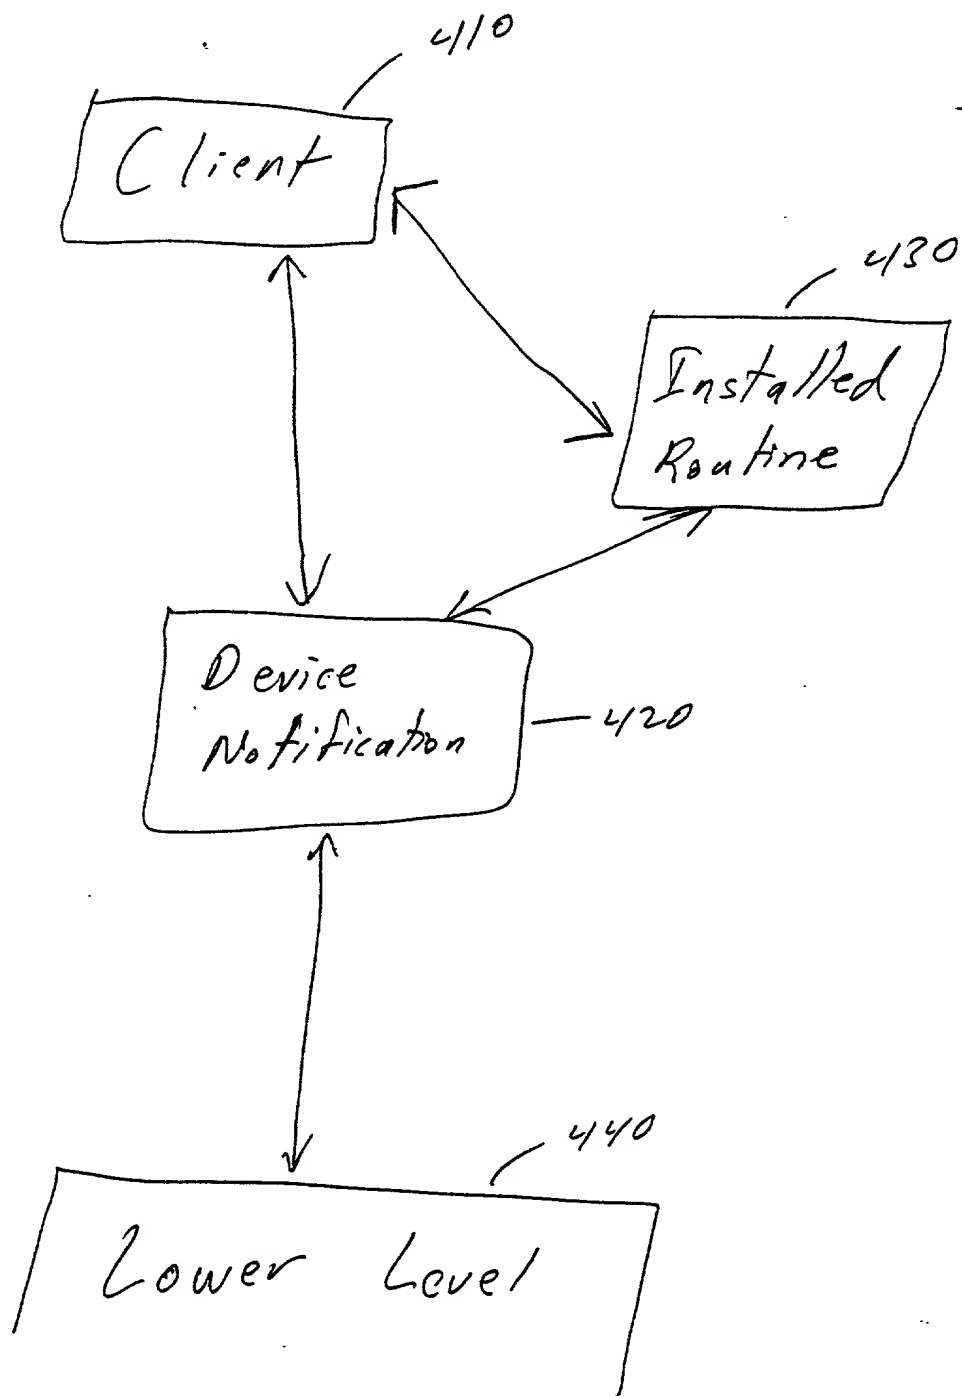 410
Client
430
Installed
Routine
Device
Notification
420
440
Lower Level